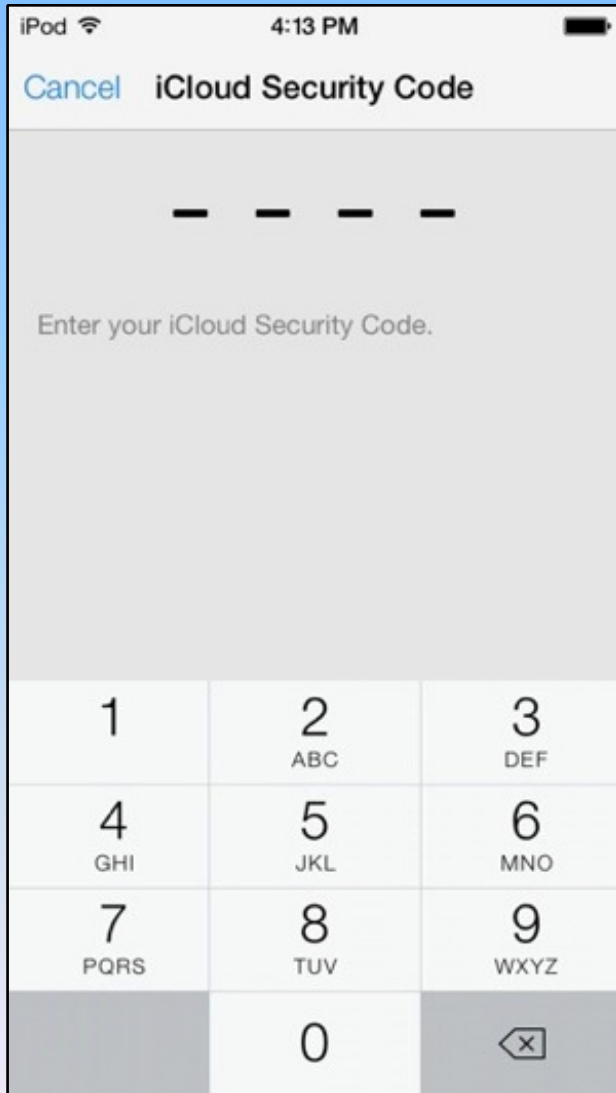 iPod 4:13 PM
Cancel iCloud Security Code
Enter your iCloud Security Code.
1 2 3
ABC DEF
4 5 6
GHI JKL MNO
7 8 9
PQRS TUV WXYZ
0